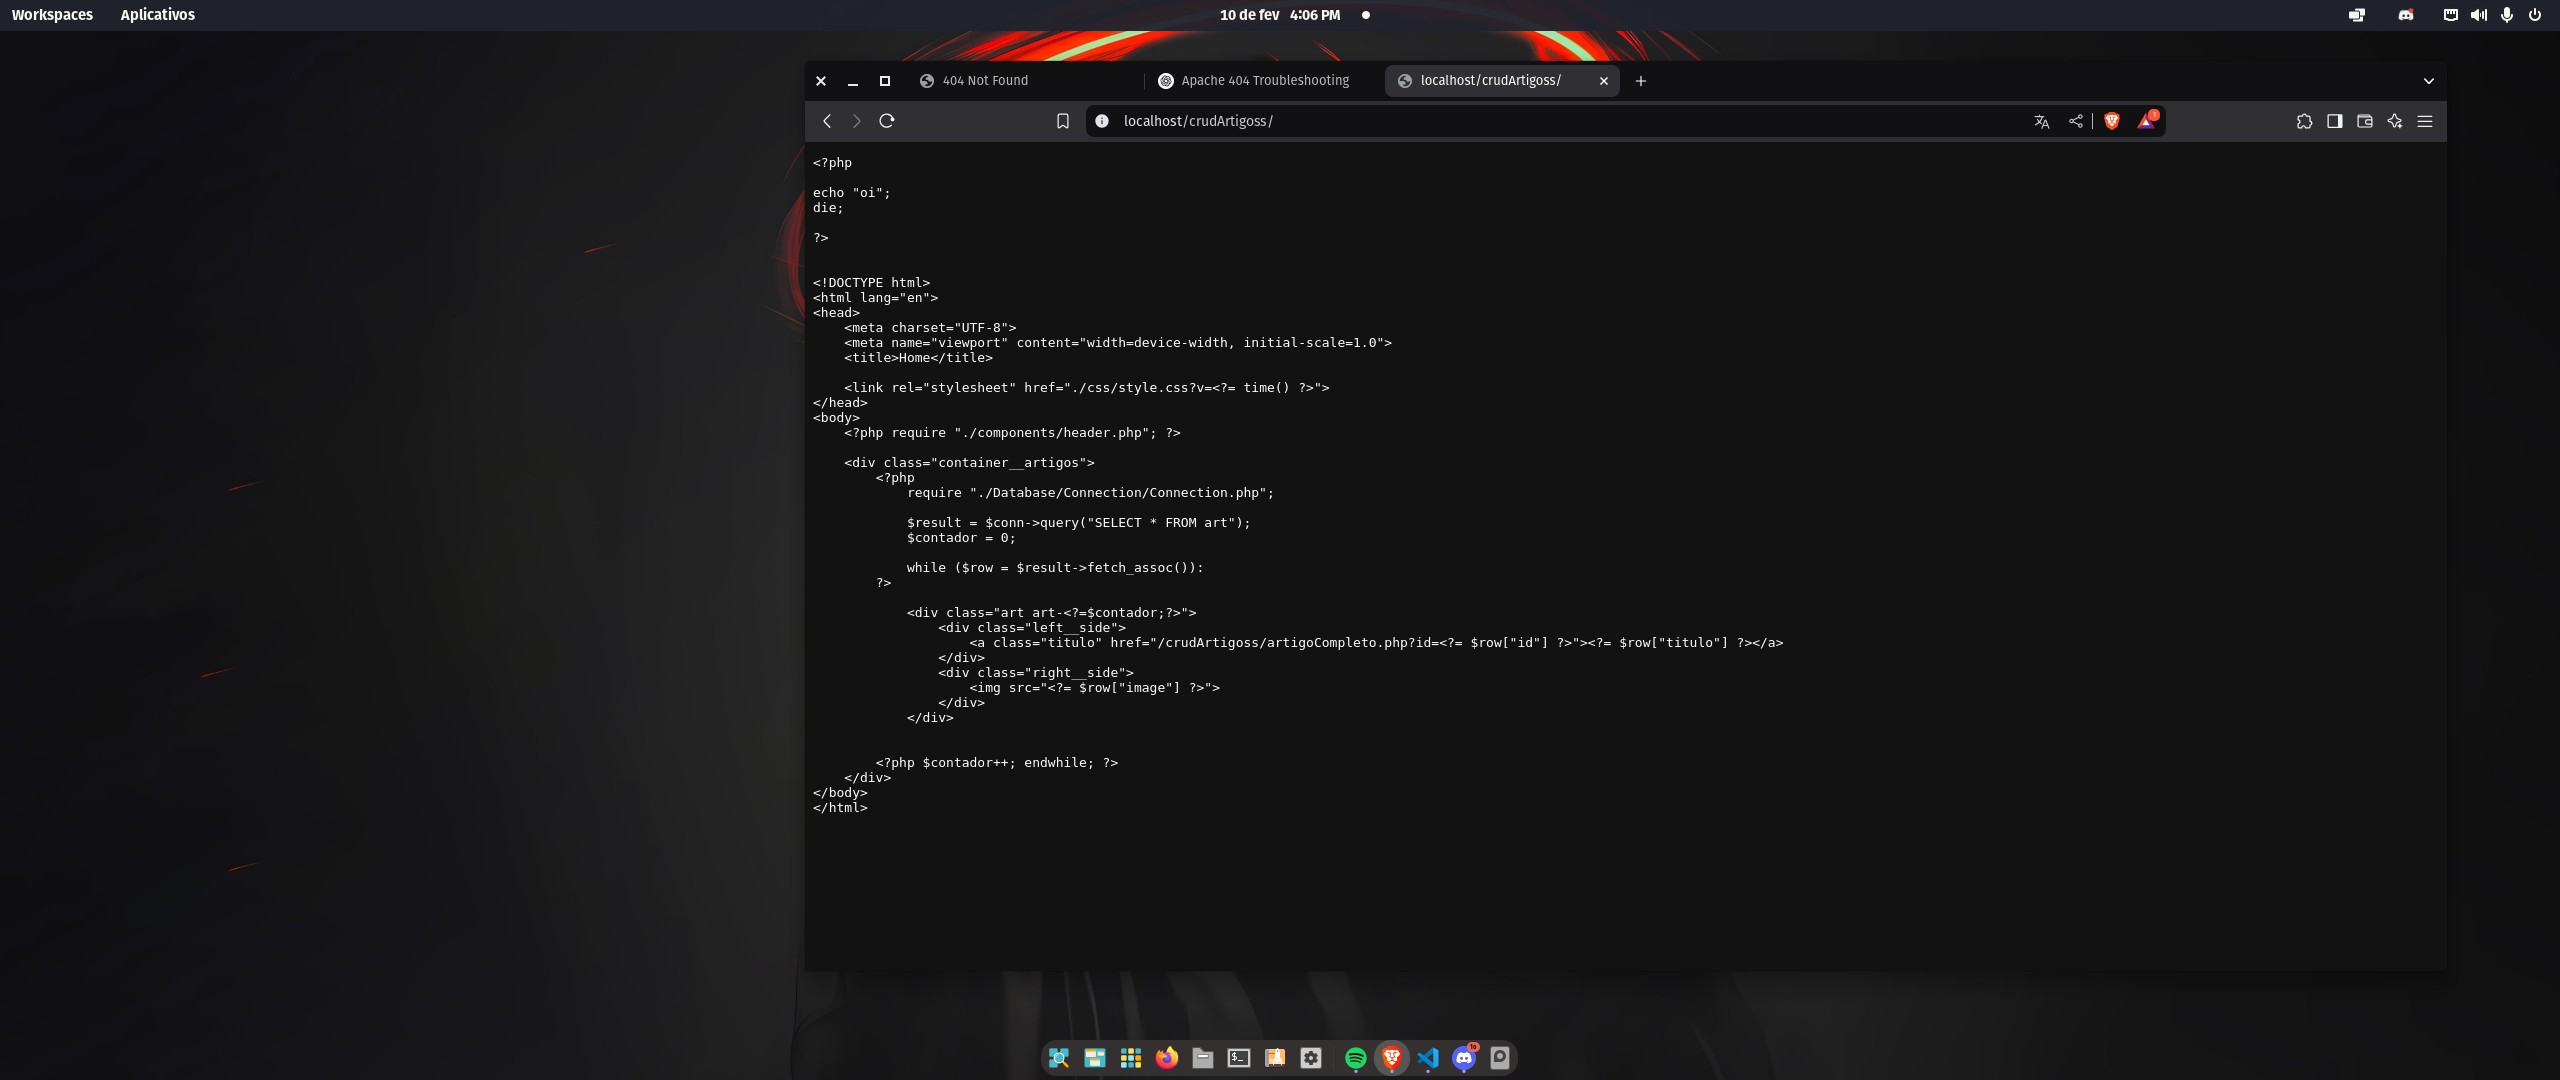 Workspaces Aplicativos 10 de fev 4:06 PM
404 Not Found Apache 404 Troubleshooting localhost/crudArtigoss/
localhost/crudArtigoss/
<?php
echo "oi";
die;
?>
<!DOCTYPE html>
<html lang="en">
<head>
    <meta charset="UTF-8">
    <meta name="viewport" content="width=device-width, initial-scale=1.0">
    <title>Home</title>
    <link rel="stylesheet" href="./css/style.css?v=<?= time() ?>">
</head>
<body>
    <?php require "./components/header.php"; ?>
    <div class="container__artigos">
        <?php
            require "./Database/Connection/Connection.php";
            $result = $conn->query("SELECT * FROM art");
            $contador = 0;
            while ($row = $result->fetch_assoc()):
        ?>
            <div class="art art-<?=$contador;?>">
                <div class="left__side">
                    <a class="titulo" href="/crudArtigoss/artigoCompleto.php?id=<?= $row["id"] ?>"><?= $row["titulo"] ?></a>
                </div>
                <div class="right__side">
                    <img src="<?= $row["image"] ?>">
                </div>
            </div>
        <?php $contador++; endwhile; ?>
    </div>
</body>
</html>